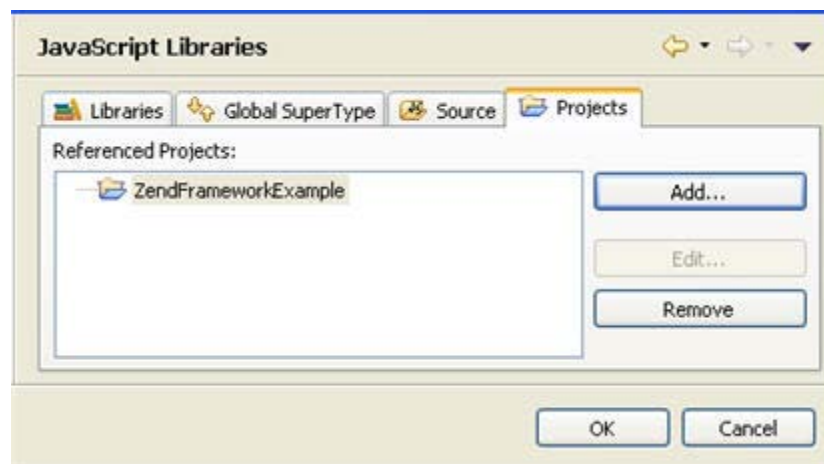 JavaScript Libraries
Libraries Global SuperType Source Projects
Referenced Projects:
ZendFrameworkExample
Add...
Edit...
Remove
OK Cancel